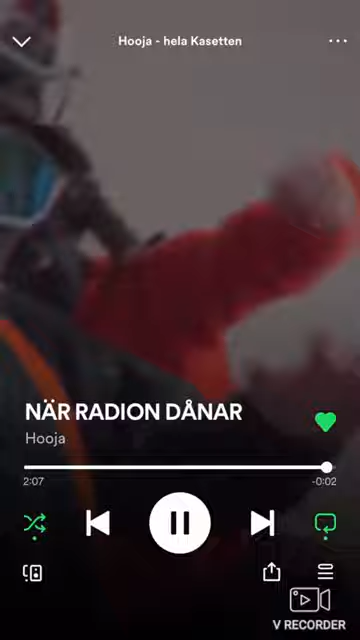 Hooja - hela Kasetten
NÄR RADION DÅNAR
Hooja
2:07
-0:02
V RECORDER